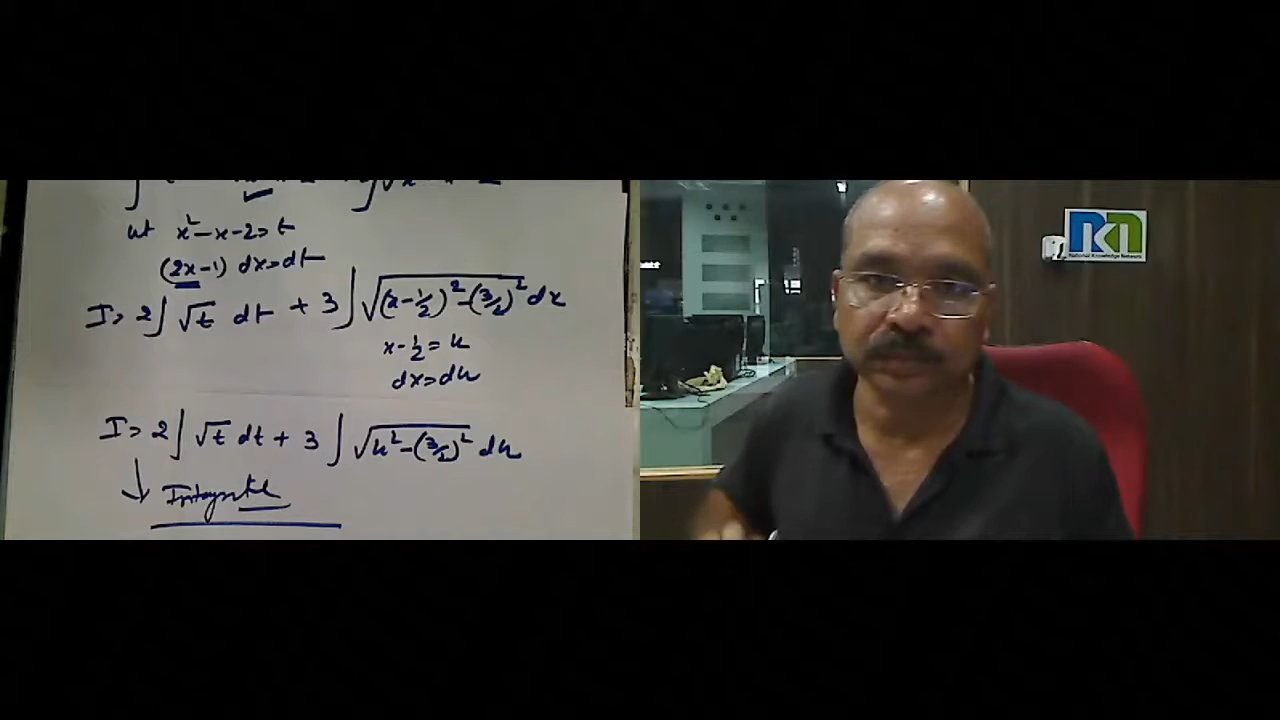 let x²-x-2=t
(2x-1) dx=dt
I= 2∫√t dt + 3∫√(x-1/2)²-(3/2)² dx
x-1/2=u
dx=du
I= 2∫√t dt + 3∫√u²-(3/2)² du
↓ Integrate
NKN
National Knowledge Network